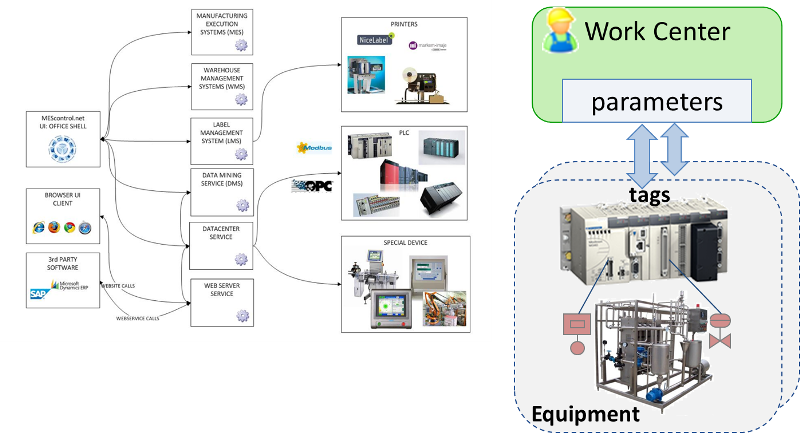 MANUFACTURING
EXECUTION
SYSTEMS (MES)
WAREHOUSE
MANAGEMENT
SYSTEMS (WMS)
MEScontrol.net
UI: OFFICE SHELL
LABEL
MANAGEMENT
SYSTEM (LMS)
DATA MINING
SERVICE (DMS)
BROWSER UI
CLIENT
DATACENTER
SERVICE
3rd PARTY
SOFTWARE
SAP
Microsoft
Dynamics ERP
WEBSITE CALLS
WEB SERVER
SERVICE
WEBSERVICE CALLS
PRINTERS
NiceLabel
markem-imaje
PLC
Modbus
OPC
SPECIAL DEVICE
Work Center
parameters
tags
Equipment